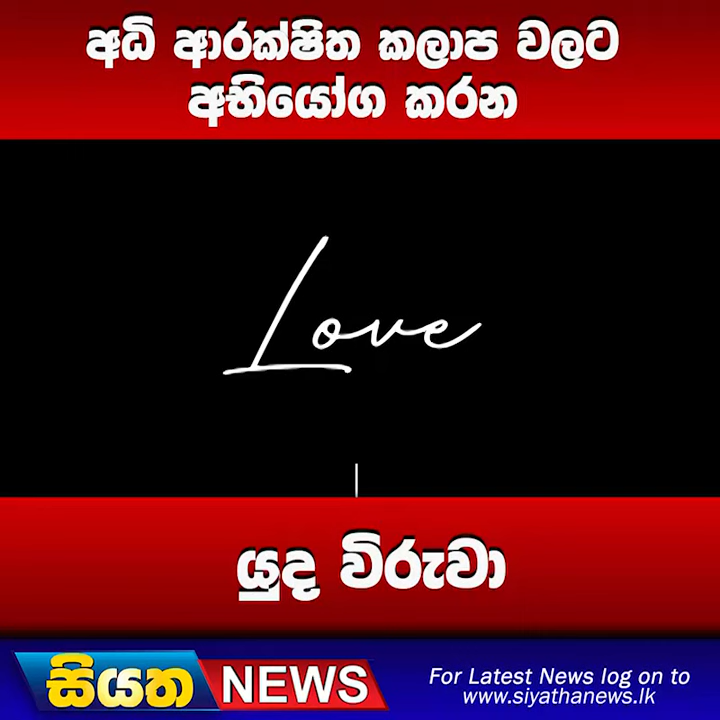 අධි ආරක්ෂිත කලාප වලට
අභියෝග කරන
Love
යුද විරුවා
සියත NEWS
For Latest News log on to
www.siyathanews.lk